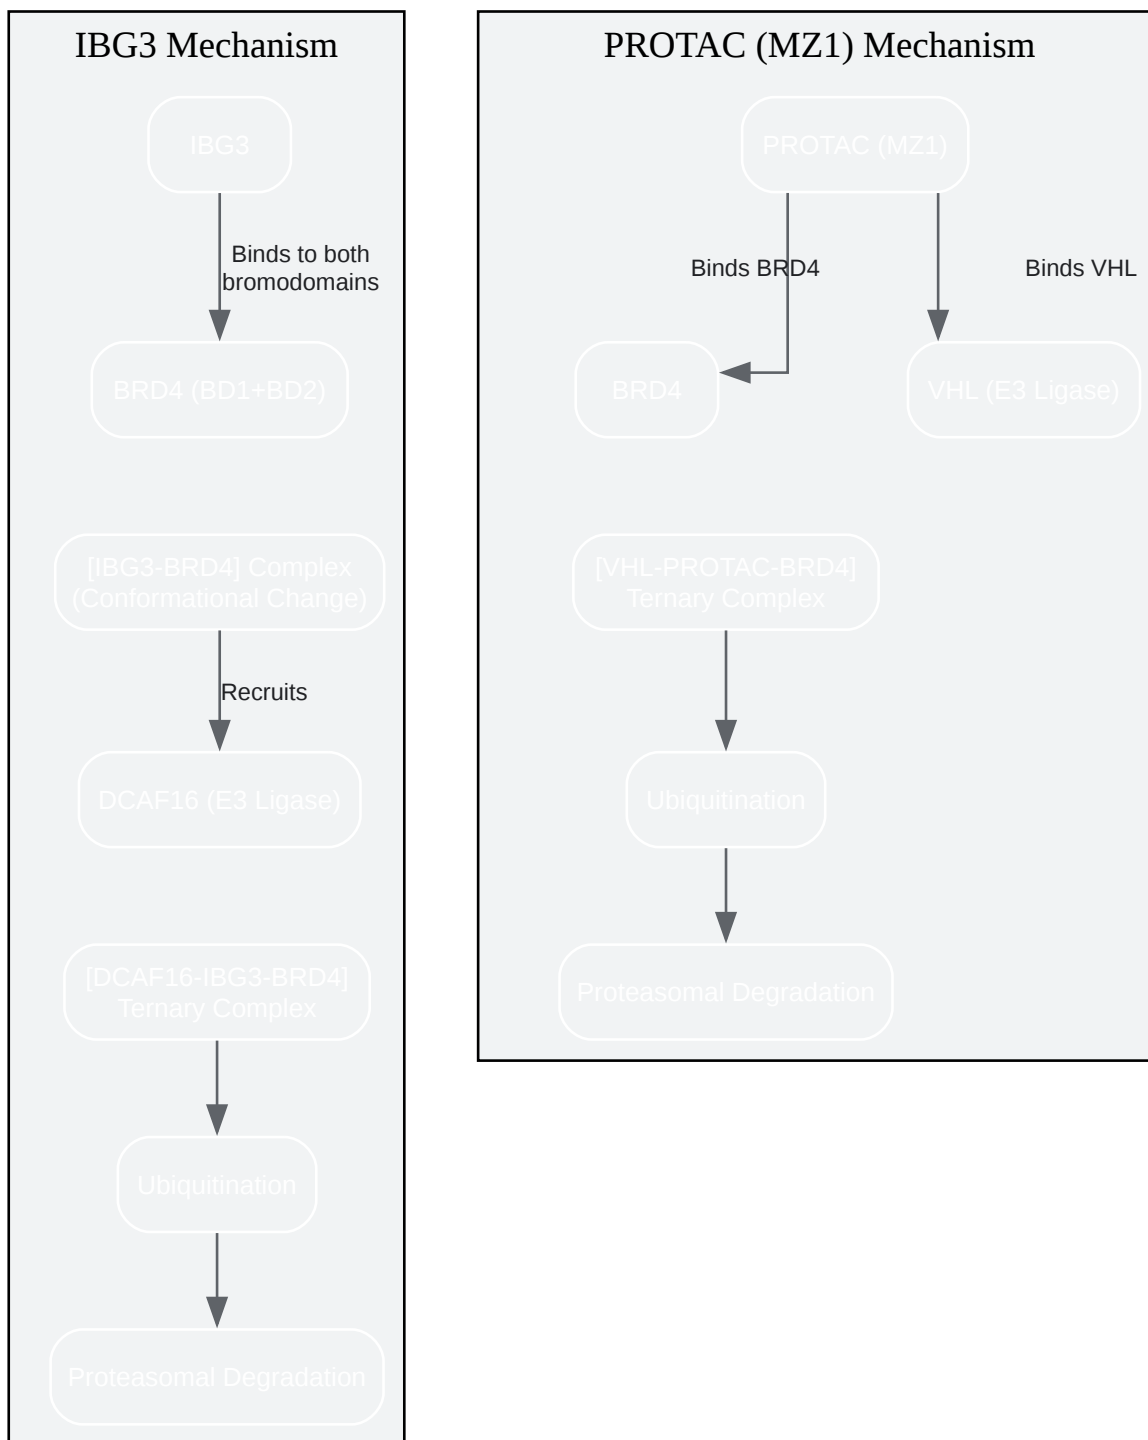 IBG3 Mechanism
IBG3
Binds to both
bromodomains
BRD4 (BD1+BD2)
[IBG3-BRD4] Complex
(Conformational Change)
Recruits
DCAF16 (E3 Ligase)
[DCAF16-IBG3-BRD4]
Ternary Complex
Ubiquitination
Proteasomal Degradation
PROTAC (MZ1) Mechanism
PROTAC (MZ1)
Binds BRD4
Binds VHL
BRD4
VHL (E3 Ligase)
[VHL-PROTAC-BRD4]
Ternary Complex
Ubiquitination
Proteasomal Degradation